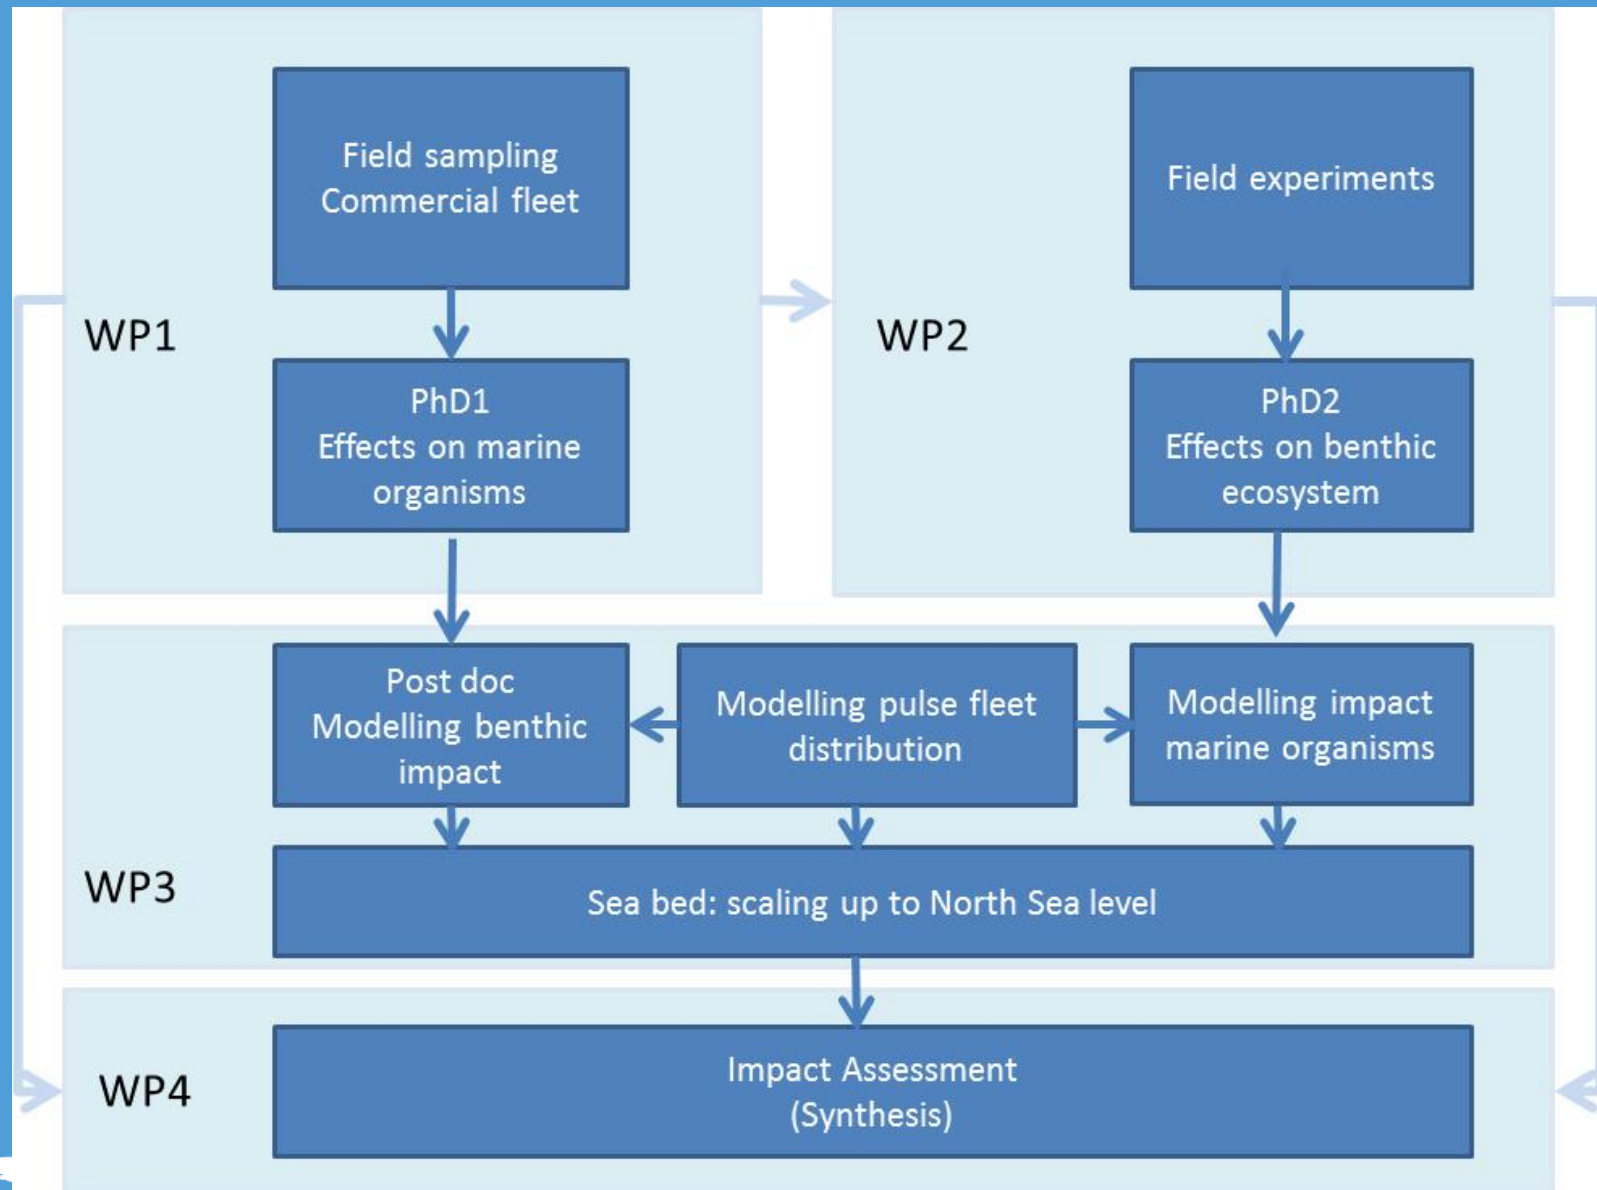 Field sampling
Commercial fleet
WP1
PhD1
Effects on marine
organisms
Field experiments
WP2
PhD2
Effects on benthic
ecosystem
Post doc
Modelling benthic
impact
Modelling pulse fleet
distribution
Modelling impact
marine organisms
WP3
Sea bed: scaling up to North Sea level
WP4
Impact Assessment
(Synthesis)